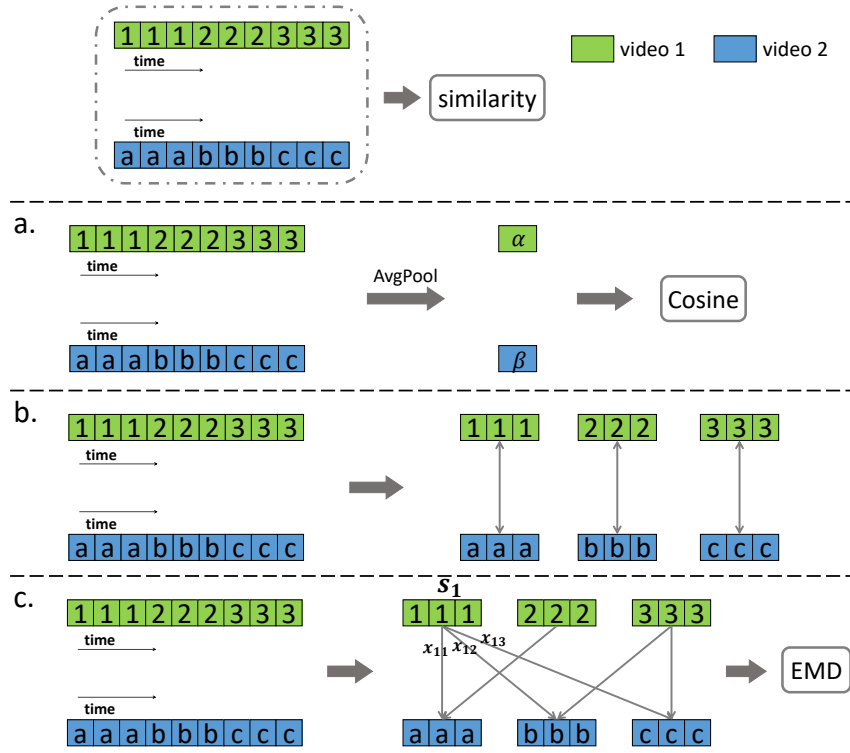 1 1 1 2 2 2 3 3 3
time
time
a a a b b b c c c
similarity
video 1
video 2
a.
1 1 1 2 2 2 3 3 3
time
time
a a a b b b c c c
AvgPool
α
β
Cosine
b.
1 1 1 2 2 2 3 3 3
time
time
a a a b b b c c c
1 1 1
2 2 2
3 3 3
a a a
b b b
c c c
c.
1 1 1 2 2 2 3 3 3
time
time
a a a b b b c c c
s₁
1 1 1
2 2 2
3 3 3
x₁₁ x₁₂ x₁₃
a a a
b b b
c c c
EMD